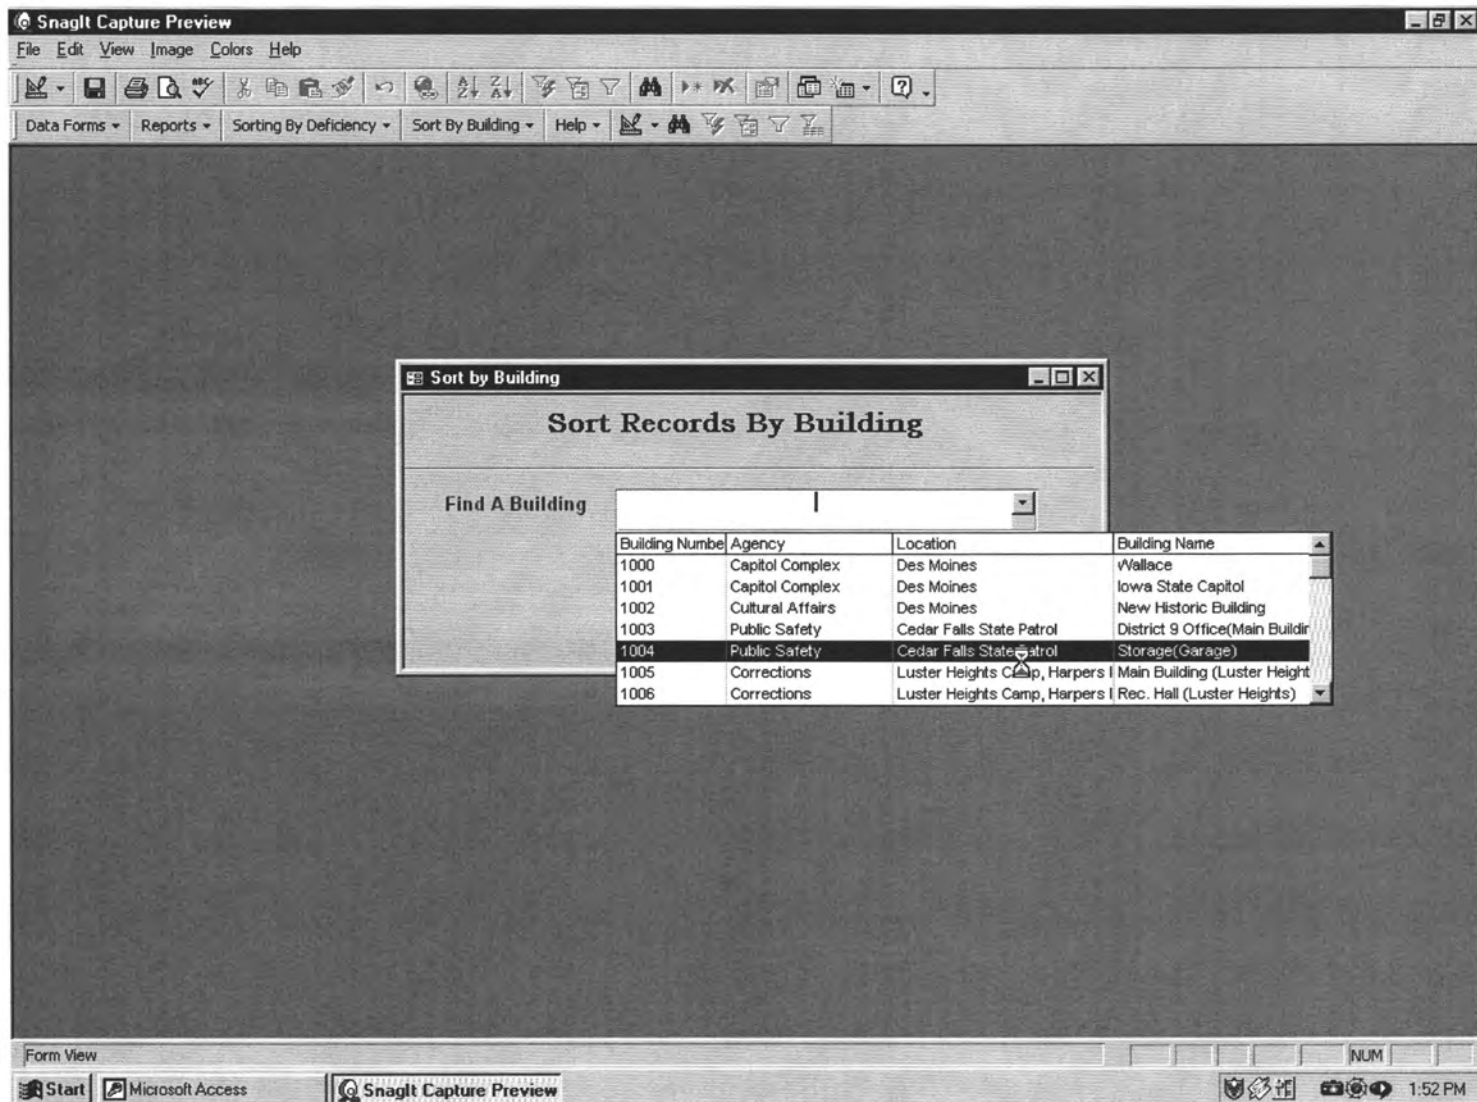 SnagIt Capture Preview
File Edit View Image Colors Help
Data Forms Reports Sorting By Deficiency Sort By Building Help
Sort by Building
Sort Records By Building
Find A Building
Building Numbe Agency Location Building Name
1000 Capitol Complex Des Moines Wallace
1001 Capitol Complex Des Moines Iowa State Capitol
1002 Cultural Affairs Des Moines New Historic Building
1003 Public Safety Cedar Falls State Patrol District 9 Office(Main Buildin
1004 Public Safety Cedar Falls State Patrol Storage(Garage)
1005 Corrections Luster Heights Camp, Harpers Main Building (Luster Height
1006 Corrections Luster Heights Camp, Harpers Rec. Hall (Luster Heights)
Form View NUM
Start Microsoft Access SnagIt Capture Preview 1:52 PM